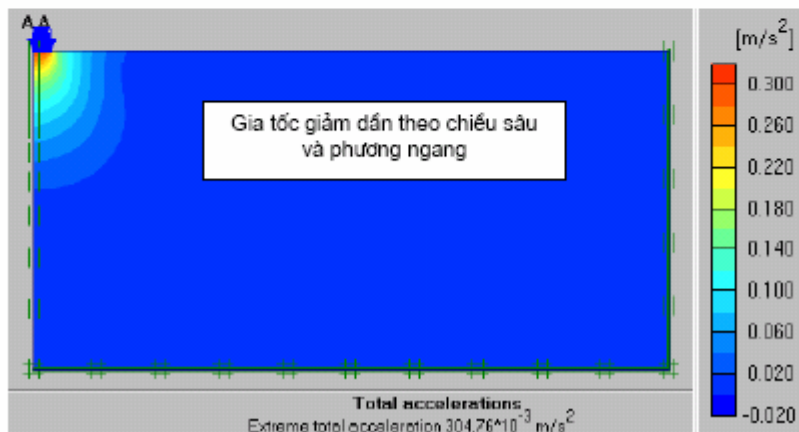 A A
[m/s²]
Gia tốc giảm dần theo chiều sâu
và phương ngang
0.300
0.260
0.220
0.180
0.140
0.100
0.060
0.020
-0.020
Total accelerations
Extreme total acceleration 304.76*10⁻³ m/s²